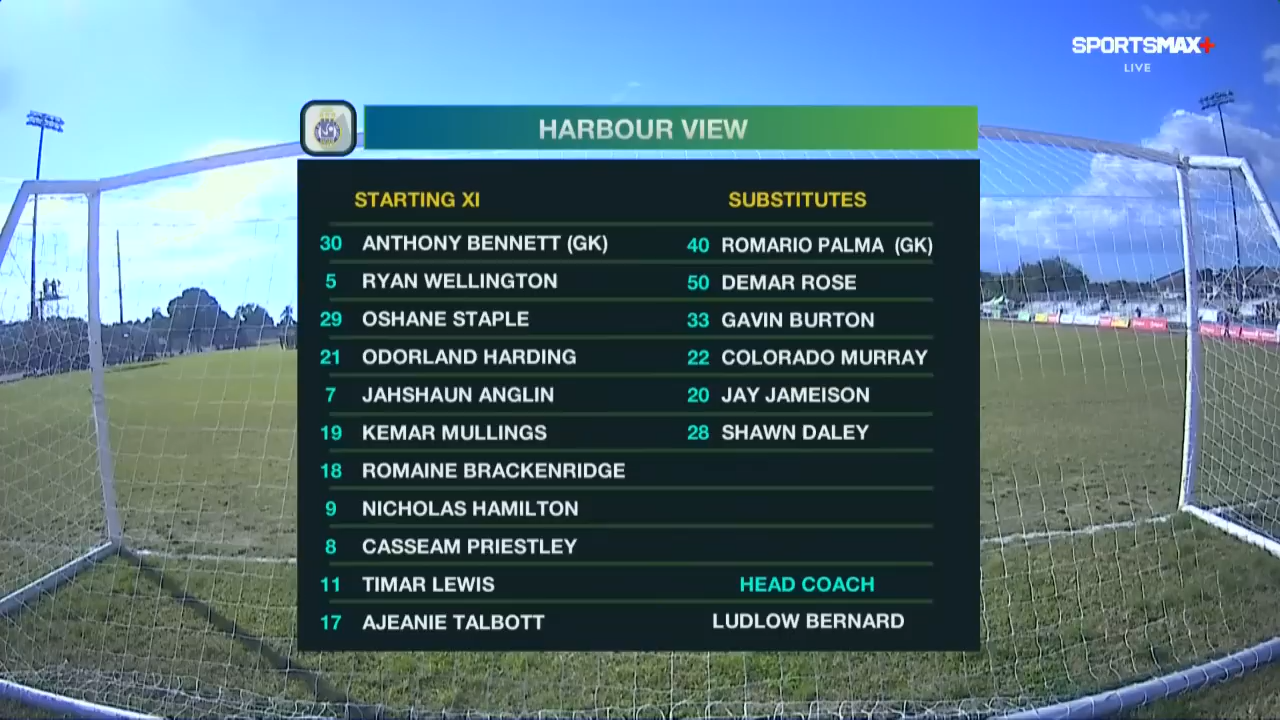 SPORTSMAX+
LIVE
HARBOUR VIEW
STARTING XI
30 ANTHONY BENNETT (GK)
5 RYAN WELLINGTON
29 OSHANE STAPLE
21 ODORLAND HARDING
7 JAHSHAUN ANGLIN
19 KEMAR MULLINGS
18 ROMAINE BRACKENRIDGE
9 NICHOLAS HAMILTON
8 CASSEAM PRIESTLEY
11 TIMAR LEWIS
17 AJEANIE TALBOTT
SUBSTITUTES
40 ROMARIO PALMA (GK)
50 DEMAR ROSE
33 GAVIN BURTON
22 COLORADO MURRAY
20 JAY JAMEISON
28 SHAWN DALEY
HEAD COACH
LUDLOW BERNARD